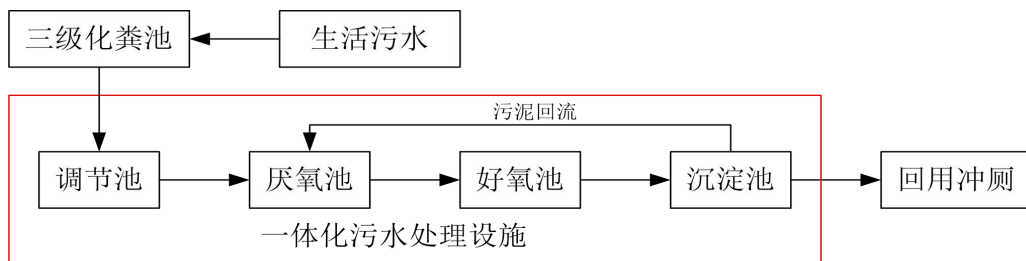 三级化粪池
生活污水
污泥回流
调节池
厌氧池
好氧池
沉淀池
回用冲厕
一体化污水处理设施